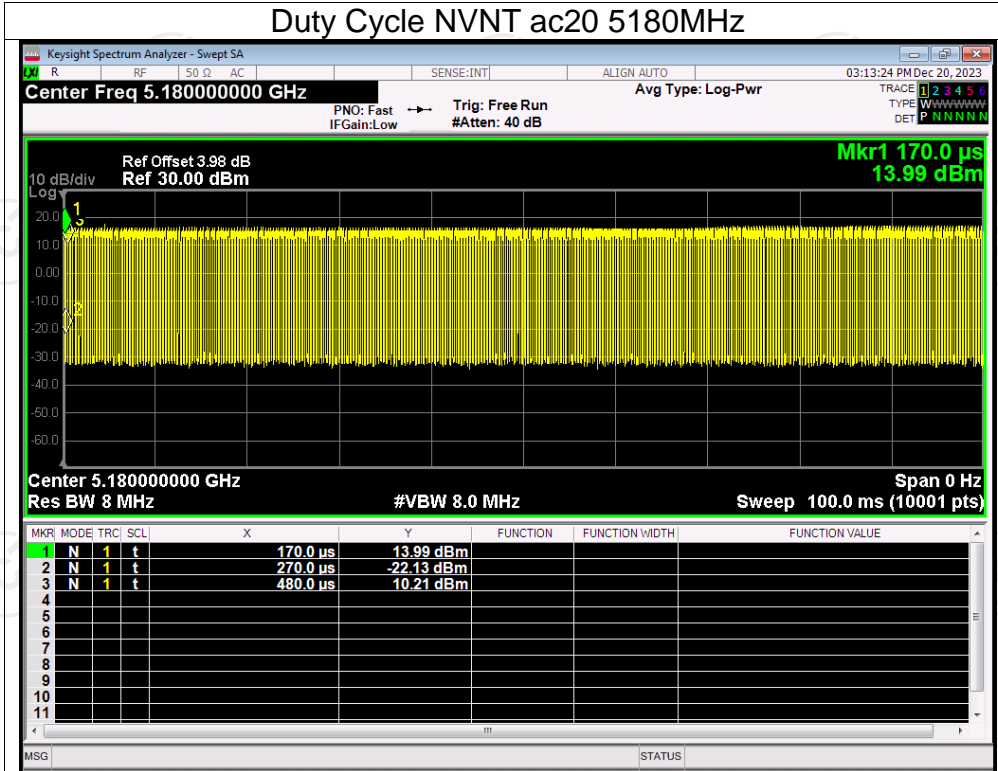 Duty Cycle NVNT ac20 5180MHz
Keysight Spectrum Analyzer - Swept SA
LXI R RF 50 Ω AC SENSE:INT ALIGN AUTO 03:13:24 PM Dec 20, 2023
Center Freq 5.180000000 GHz Avg Type: Log-Pwr TRACE 1 2 3 4 5 6
PNO: Fast Trig: Free Run TYPE W
IFGain:Low #Atten: 40 dB DET P N N N N N
Mkr1 170.0 µs
Ref Offset 3.98 dB
10 dB/div Ref 30.00 dBm 13.99 dBm
Log
20.0
10.0
0.00
-10.0
-20.0
-30.0
-40.0
-50.0
-60.0
1
3
2
Center 5.180000000 GHz Span 0 Hz
Res BW 8 MHz #VBW 8.0 MHz Sweep 100.0 ms (10001 pts)
MKR MODE TRC SCL X Y FUNCTION FUNCTION WIDTH FUNCTION VALUE
1 N 1 t 170.0 µs 13.99 dBm
2 N 1 t 270.0 µs -22.13 dBm
3 N 1 t 480.0 µs 10.21 dBm
4
5
6
7
8
9
10
11
MSG STATUS